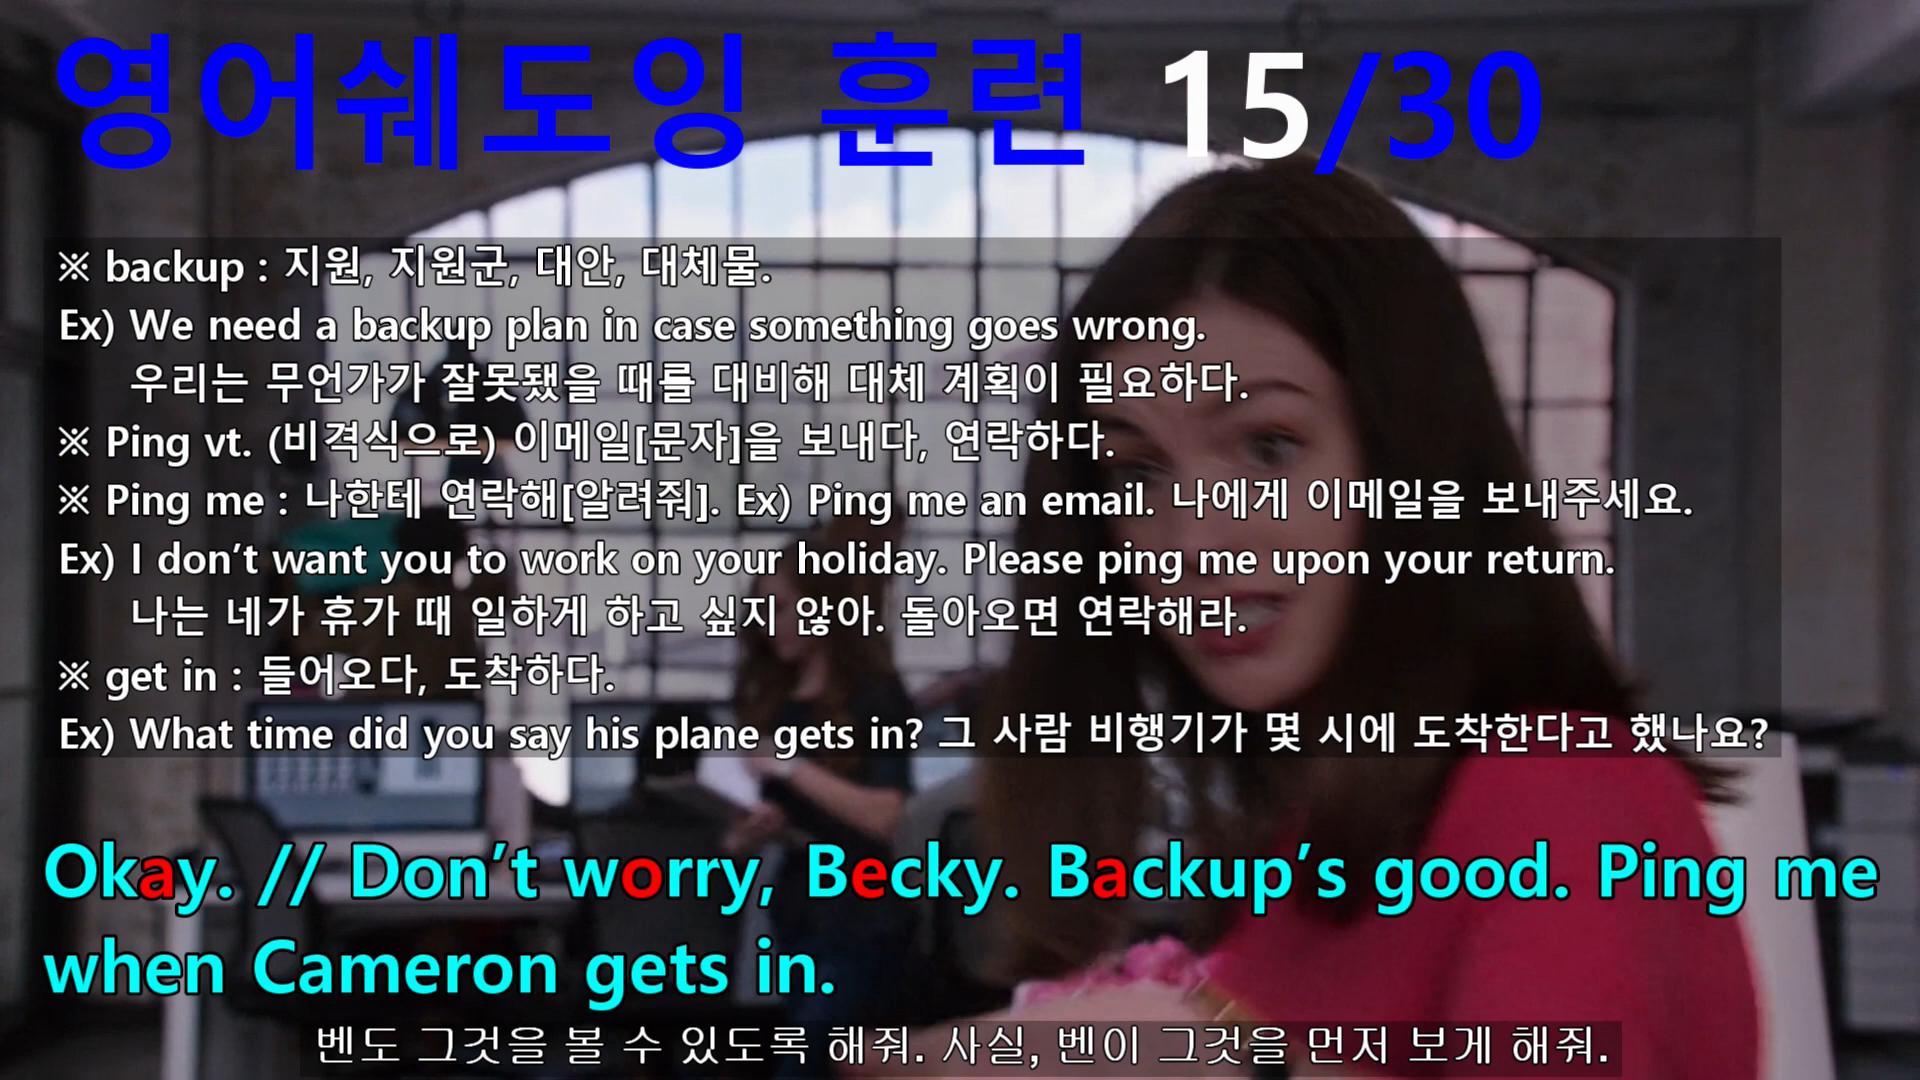 영어쉐도잉 훈련 15/30
※ backup : 지원, 지원군, 대안, 대체물.
Ex) We need a backup plan in case something goes wrong.
우리는 무언가가 잘못됐을 때를 대비해 대체 계획이 필요하다.
※ Ping vt. (비격식으로) 이메일[문자]을 보내다, 연락하다.
※ Ping me : 나한테 연락해[알려줘]. Ex) Ping me an email. 나에게 이메일을 보내주세요.
Ex) I don’t want you to work on your holiday. Please ping me upon your return.
나는 네가 휴가 때 일하게 하고 싶지 않아. 돌아오면 연락해라.
※ get in : 들어오다, 도착하다.
Ex) What time did you say his plane gets in? 그 사람 비행기가 몇 시에 도착한다고 했나요?
Okay. // Don’t worry, Becky. Backup’s good. Ping me
when Cameron gets in.
벤도 그것을 볼 수 있도록 해줘. 사실, 벤이 그것을 먼저 보게 해줘.